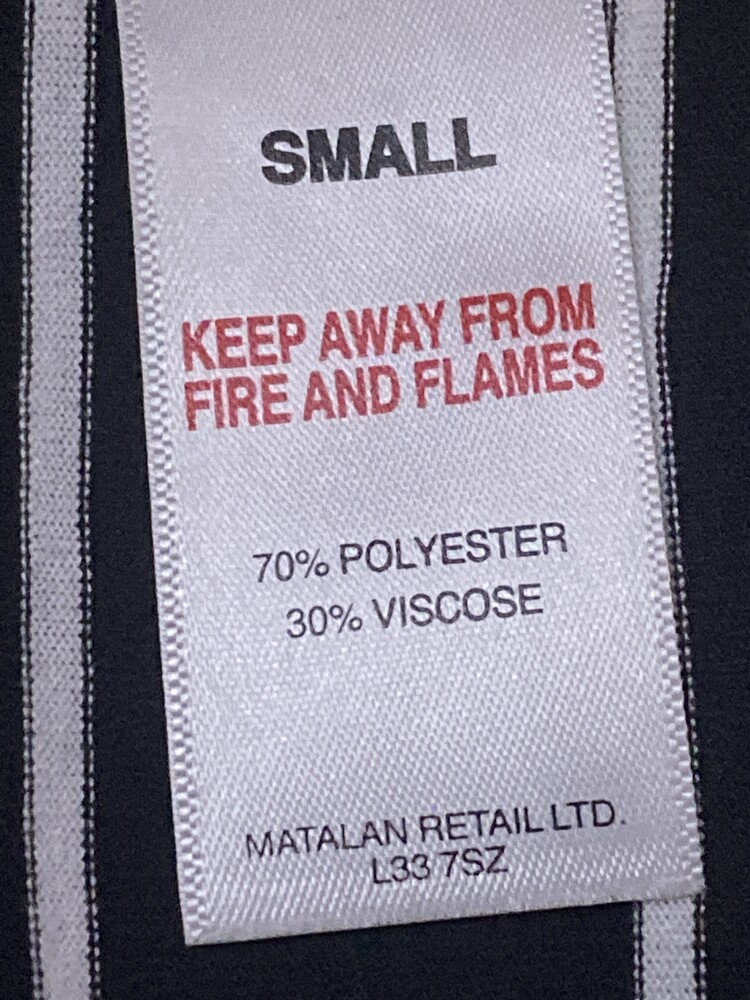 SMALL
KEEP AWAY FROM
FIRE AND FLAMES
70% POLYESTER
30% VISCOSE
MATALAN RETAIL LTD.
L33 7SZ